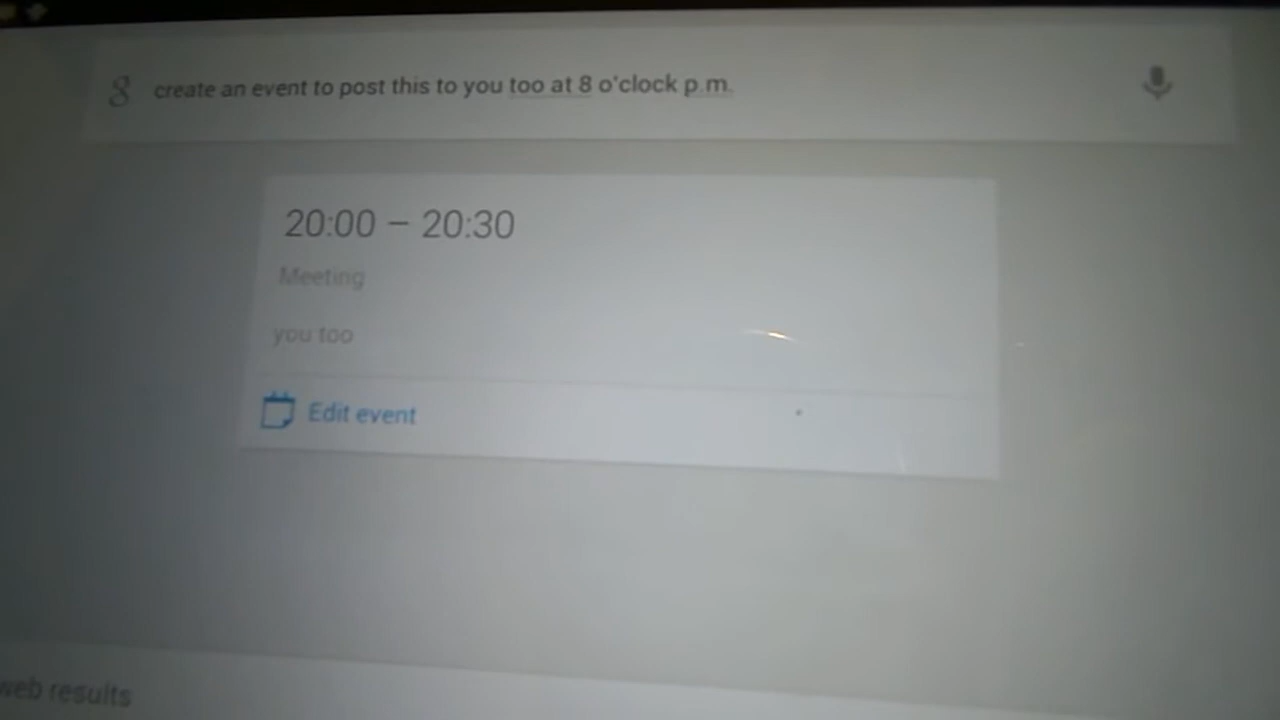 create an event to post this to you too at 8 o'clock p.m.
20:00 – 20:30
Meeting
you too
Edit event
web results